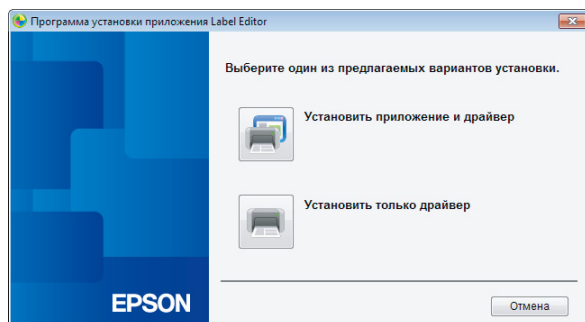 Программа установки приложения Label Editor
Выберите один из предлагаемых вариантов установки.
Установить приложение и драйвер
Установить только драйвер
EPSON
Отмена